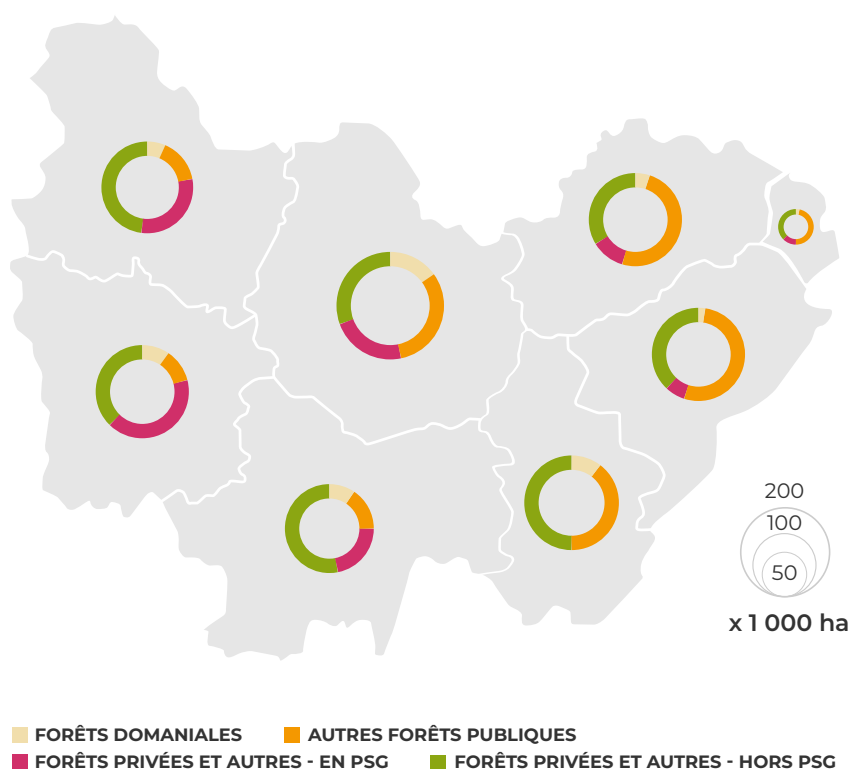 200
100
50
x 1 000 ha
FORÊTS DOMANIALES AUTRES FORÊTS PUBLIQUES
FORÊTS PRIVÉES ET AUTRES - EN PSG FORÊTS PRIVÉES ET AUTRES - HORS PSG